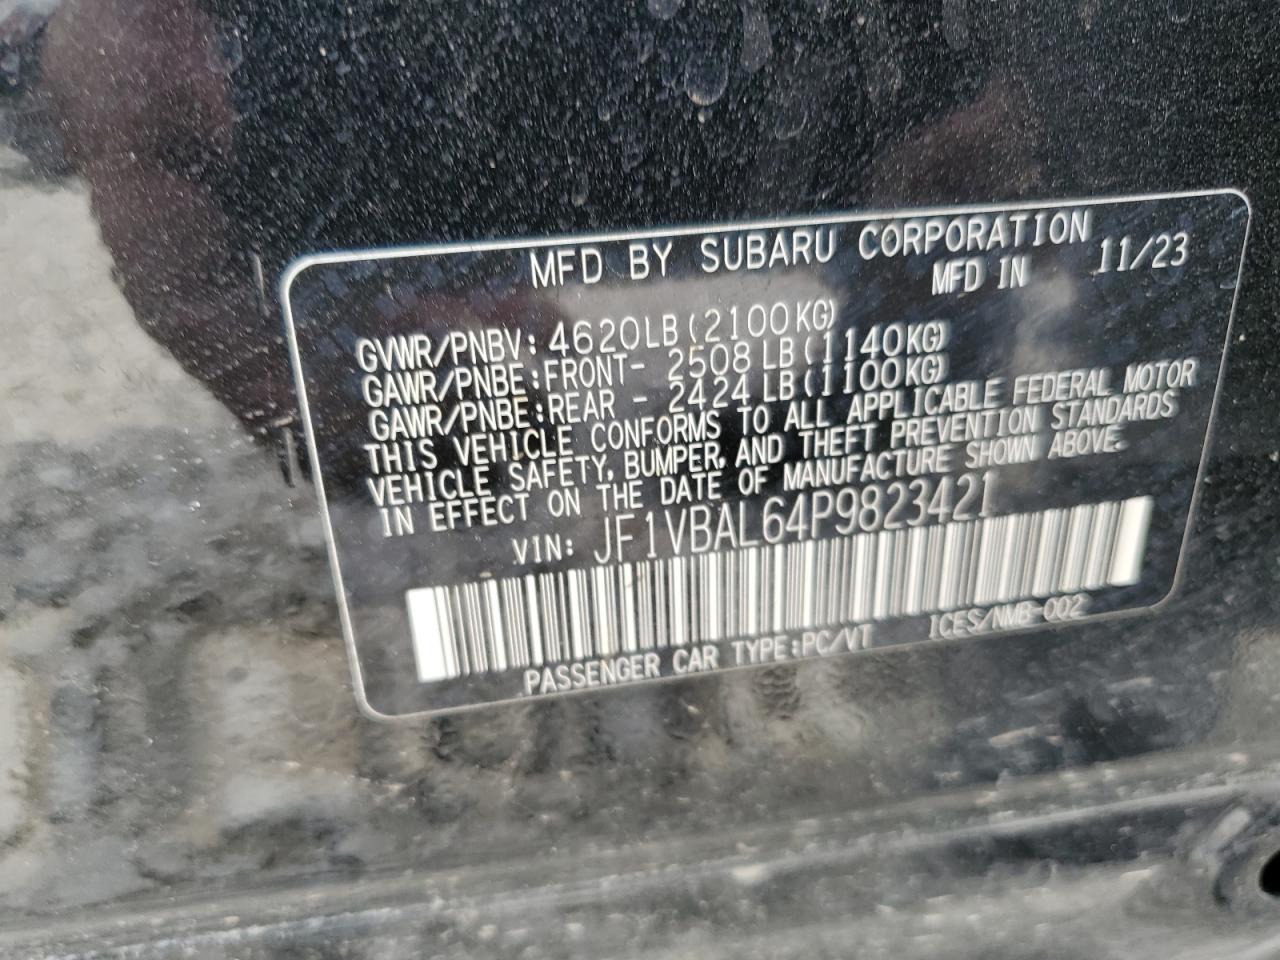 MFD BY SUBARU CORPORATION
MFD IN 11/23
GVWR/PNBV: 4620LB(2100KG)
GAWR/PNBE:FRONT- 2508 LB(1140KG)
GAWR/PNBE:REAR - 2424 LB(1100KG)
THIS VEHICLE CONFORMS TO ALL APPLICABLE FEDERAL MOTOR
VEHICLE SAFETY, BUMPER, AND THEFT PREVENTION STANDARDS
IN EFFECT ON THE DATE OF MANUFACTURE SHOWN ABOVE.
VIN: JF1VBAL64P9823421
PASSENGER CAR TYPE:PC/VT ICES/NMB-002